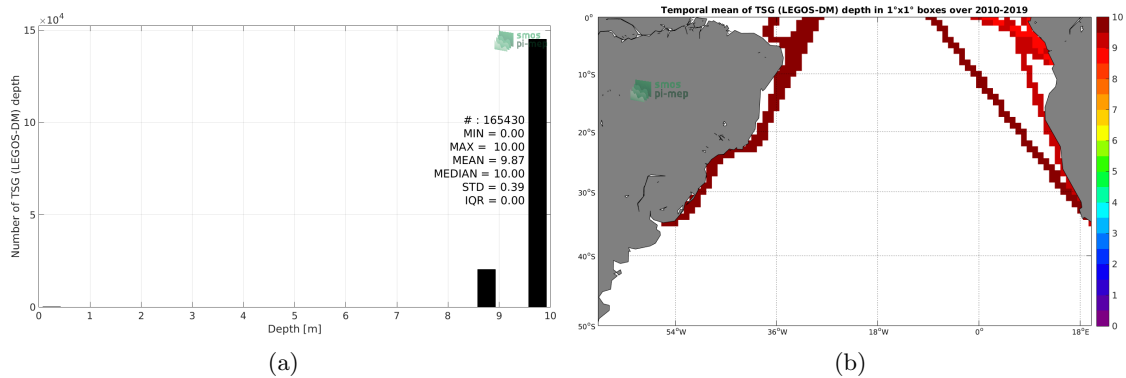 ×10⁴
15
10
5
0
Number of TSG (LEGOS-DM) depth
smos
pi-mep
# : 165430
MIN = 0.00
MAX = 10.00
MEAN = 9.87
MEDIAN = 10.00
STD = 0.39
IQR = 0.00
0 1 2 3 4 5 6 7 8 9 10
Depth [m]
(a)
Temporal mean of TSG (LEGOS-DM) depth in 1°x1° boxes over 2010-2019
0°
10°S
20°S
30°S
40°S
50°S
smos
pi-mep
54°W 36°W 18°W 0° 18°E
10
9
8
7
6
5
4
3
2
1
0
(b)